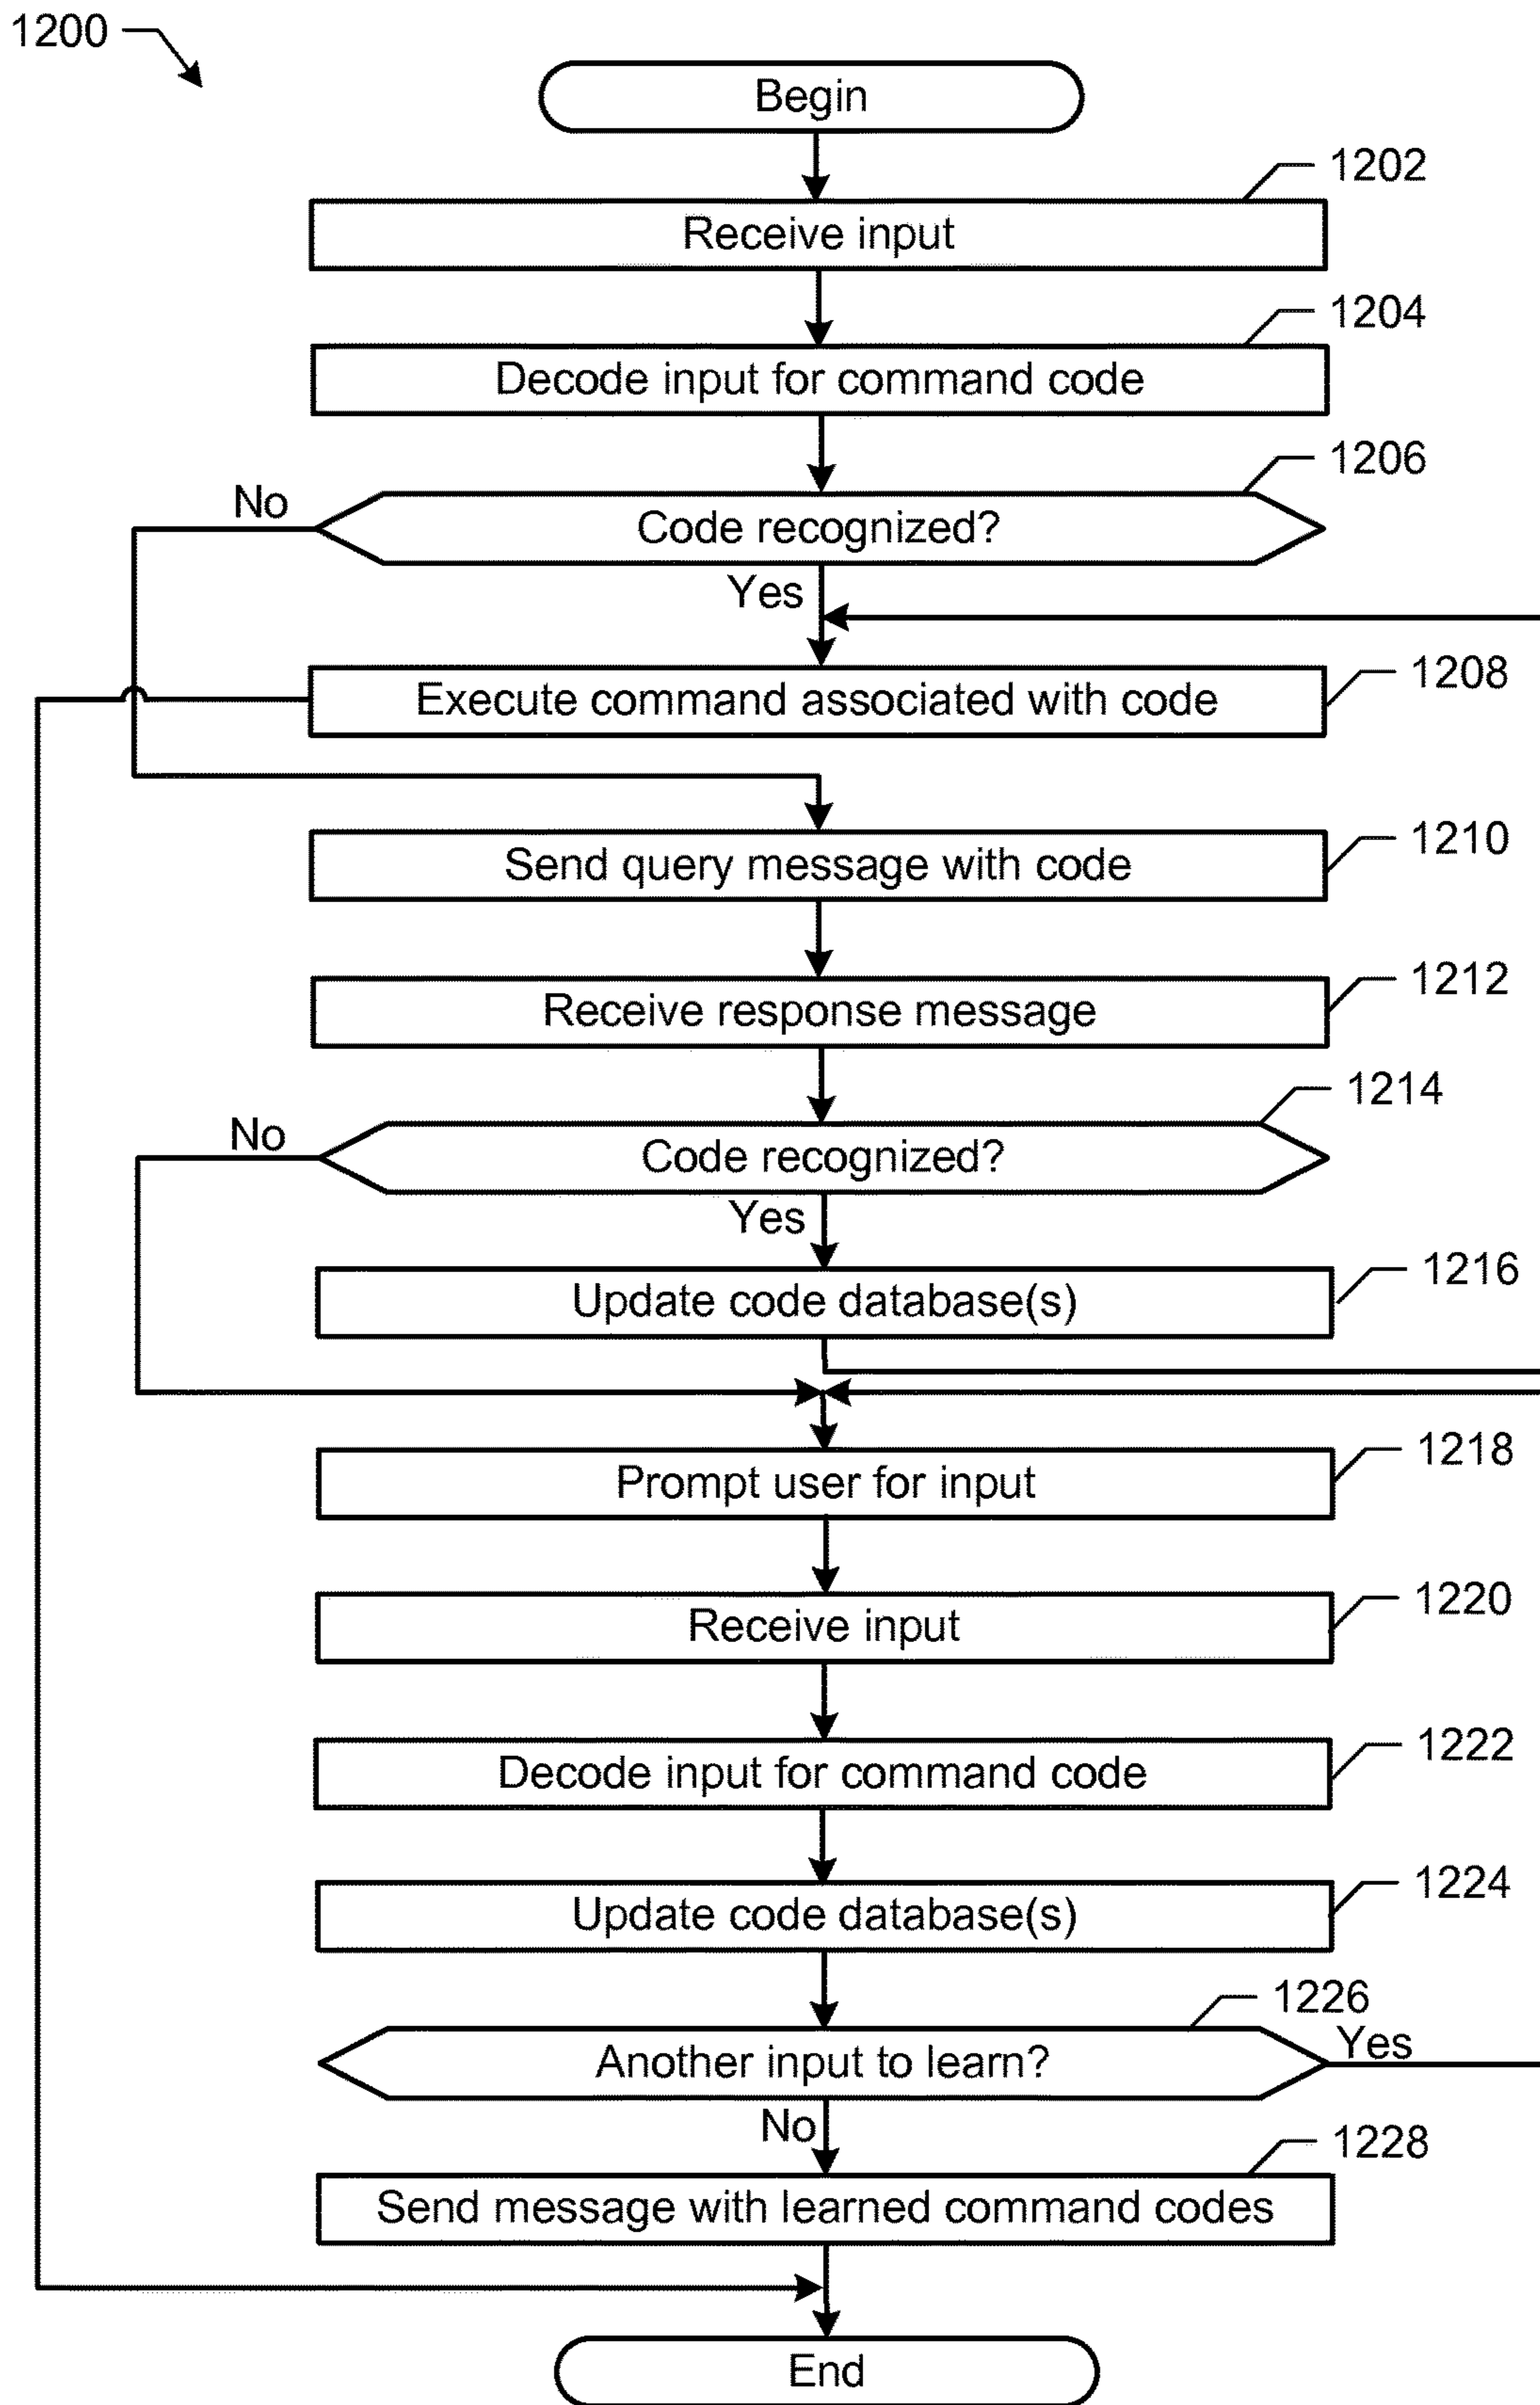 1200
Begin
1202
Receive input
1204
Decode input for command code
1206
No
Code recognized?
Yes
1208
Execute command associated with code
1210
Send query message with code
1212
Receive response message
1214
No
Code recognized?
Yes
1216
Update code database(s)
1218
Prompt user for input
1220
Receive input
1222
Decode input for command code
1224
Update code database(s)
1226
Another input to learn?
Yes
No
1228
Send message with learned command codes
End